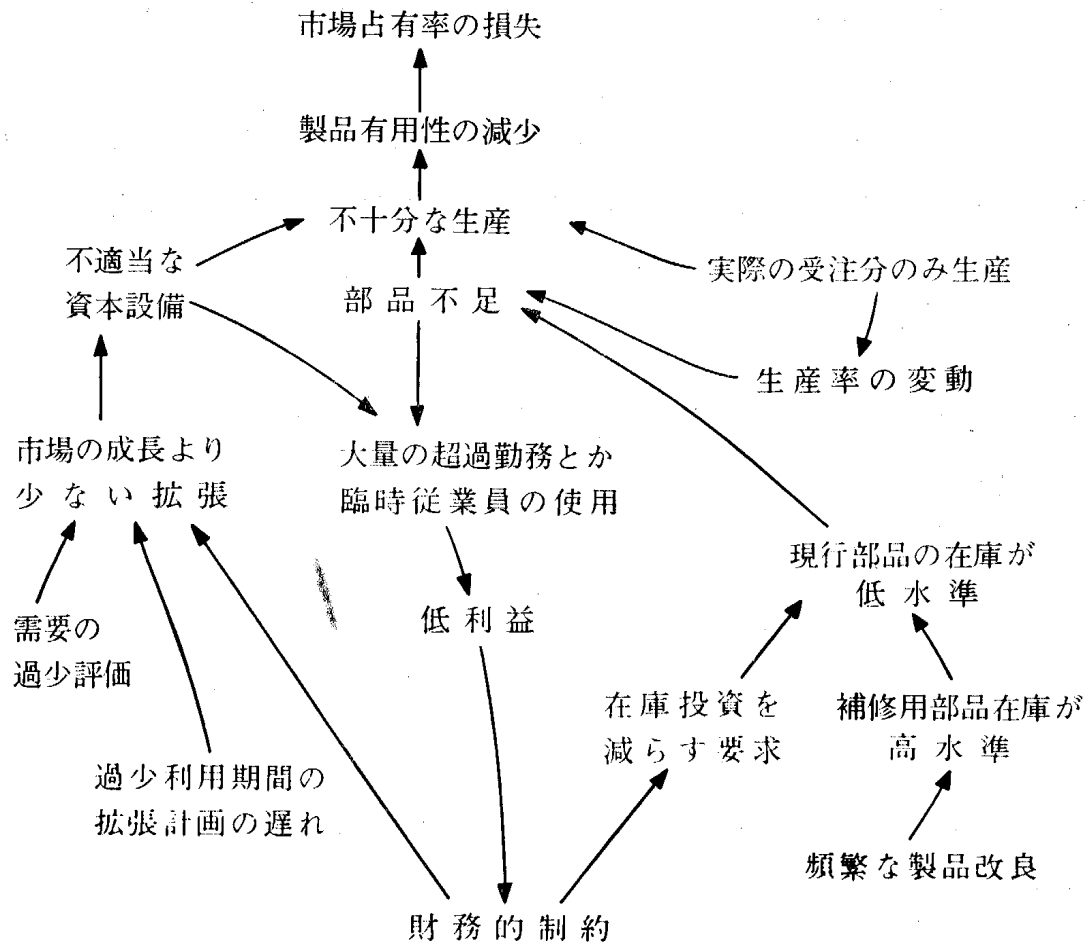 市場占有率の損失
製品有用性の減少
不十分な生産
不適当な
資本設備
実際の受注分のみ生産
部品不足
生産率の変動
市場の成長より
少ない拡張
大量の超過勤務とか
臨時従業員の使用
現行部品の在庫が
低水準
需要の
過少評価
低利益
在庫投資を
減らす要求
補修用部品在庫が
高水準
過少利用期間の
拡張計画の遅れ
頻繁な製品改良
財務的制約